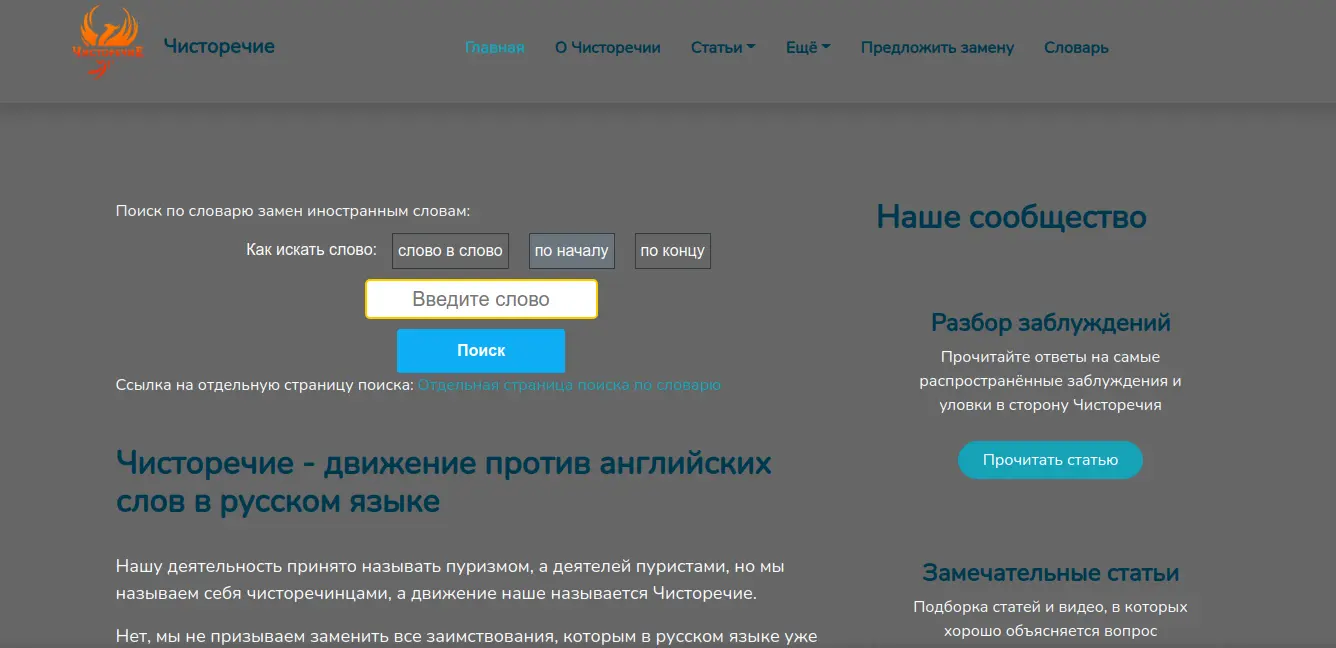 Чисторечие
Чисторечие
Главная
О Чисторечии
Статьи
Ещё
Предложить замену
Словарь
Поиск по словарю замен иностранным словам:
Как искать слово:
слово в слово
по началу
по концу
Введите слово
Поиск
Ссылка на отдельную страницу поиска: Отдельная страница поиска по словарю
Чисторечие - движение против английских
слов в русском языке
Нашу деятельность принято называть пуризмом, а деятелей пуристами, но мы
называем себя чисторечинцами, а движение наше называется Чисторечие.
Нет, мы не призываем заменить все заимствования, которым в русском языке уже
Наше сообщество
Разбор заблуждений
Прочитайте ответы на самые
распространённые заблуждения и
уловки в сторону Чисторечия
Прочитать статью
Замечательные статьи
Подборка статей и видео, в которых
хорошо объясняется вопрос